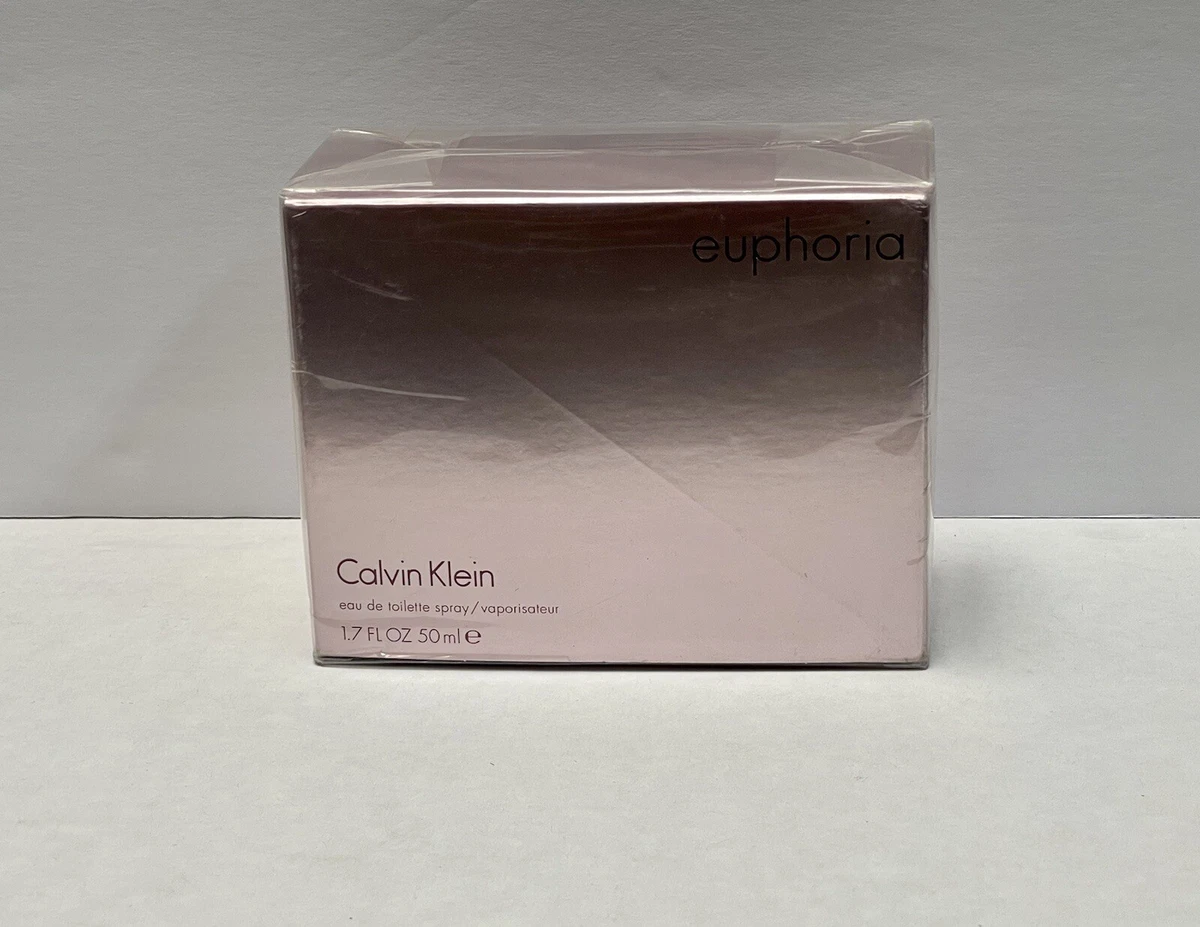 euphoria
Calvin Klein
eau de toilette spray/vaporisateur
1.7 FL OZ 50 ml ℮